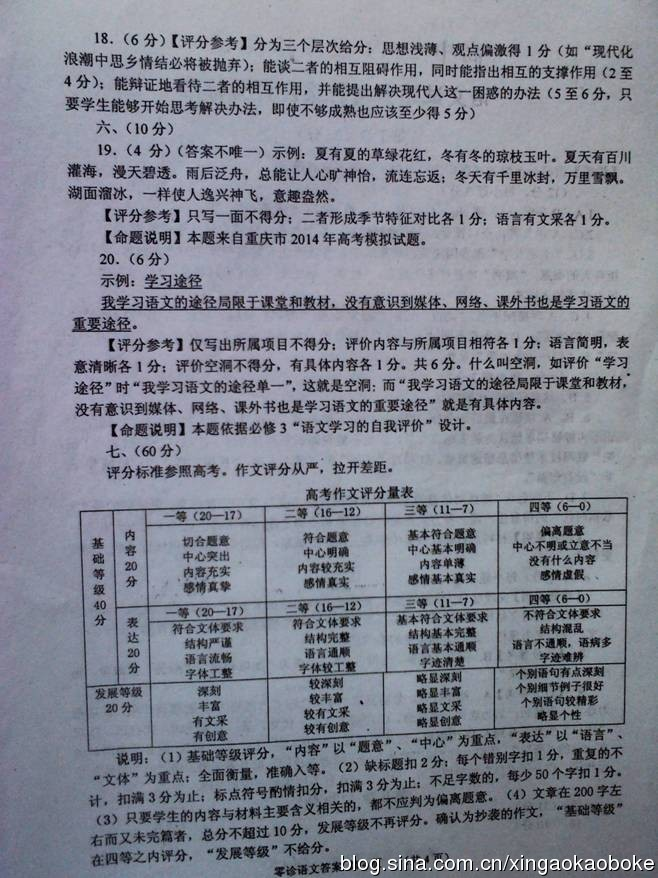 18.（6分）【评分参考】分为三个层次给分：思想浅薄、观点偏激得1分（如“现代化
浪潮中思乡情结必将被抛弃）；能谈二者的相互阻碍作用，同时能指出相互的支撑作用（2至
4分）；能辩证地看待二者的相互作用，并能提出解决现代人这一困惑的办法（5至6分，只
要学生能够开始思考解决办法，即使不够成熟也应该至少得5分）
六、（10分）
19.（4分）（答案不唯一）示例：夏有夏的草绿花红，冬有冬的琼枝玉叶。夏天有百川
灌海，漫天碧透。雨后泛舟，总能让人心旷神怡，流连忘返；冬天有千里冰封，万里雪飘。
湖面溜冰，一样使人逸兴神飞，意趣盎然。
【评分参考】只写一面不得分；二者形成季节特征对比各1分；语言有文采各1分。
【命题说明】本题来自重庆市2014年高考模拟试题。
20.（6分）
示例：学习途径
我学习语文的途径局限于课堂和教材，没有意识到媒体、网络、课外书也是学习语文的
重要途径。
【评分参考】仅写出所属项目不得分；评价内容与所属项目相符各1分；语言简明，表
意清晰各1分；评价空洞不得分，有具体内容各1分。共6分。什么叫空洞，如评价“学习
途径”时“我学习语文的途径单一”，这就是空洞；而“我学习语文的途径局限于课堂和教材，
没有意识到媒体、网络、课外书也是学习语文的重要途径”就是有具体内容。
【命题说明】本题依据必修3“语文学习的自我评价”设计。
七、（60分）
评分标准参照高考。作文评分从严，拉开差距。
高考作文评分量表
一等（20—17） 二等（16—12） 三等（11—7） 四等（6—0）
基础等级40分
内容20分
切合题意 符合题意 基本符合题意 偏离题意
中心突出 中心明确 中心基本明确 中心不明或立意不当
内容充实 内容较充实 内容单薄 没有什么内容
感情真挚 感情真实 感情基本真实 感情虚假
一等（20—17） 二等（16—12） 三等（11—7） 四等（6—0）
表达20分
符合文体要求 符合文体要求 基本符合文体要求 不符合文体要求
结构严谨 结构完整 结构基本完整 结构混乱
语言流畅 语言通顺 语言基本通顺 语言不通顺，语病多
字体工整 字体较工整 字迹清楚 字迹难辨
发展等级20分
深刻 较深刻 略显深刻 个别语句有点深刻
丰富 较丰富 略显丰富 个别细节例子很好
有文采 较有文采 略显文采 个别语句较精彩
有创意 较有创意 略显创意 略显个性
说明：（1）基础等级评分，“内容”以“题意”、“中心”为重点，“表达”以“语言”、
“文体”为重点；全面衡量，准确入等。（2）缺标题扣2分；每个错别字扣1分，重复的不
计，扣满3分为止；标点符号酌情扣分，扣满3分为止；不足字数的，每少50个字扣1分。
（3）只要学生的内容与材料主要含义相关的，都不应判为偏离题意。（4）文章在200字左
右而又未完篇者，总分不超过10分，发展等级不再评分。确认为抄袭的作文，“基础等级”
在四等之内评分，“发展等级”不给分。
零诊语文答案
blog.sina.com.cn/xingaokaoboke